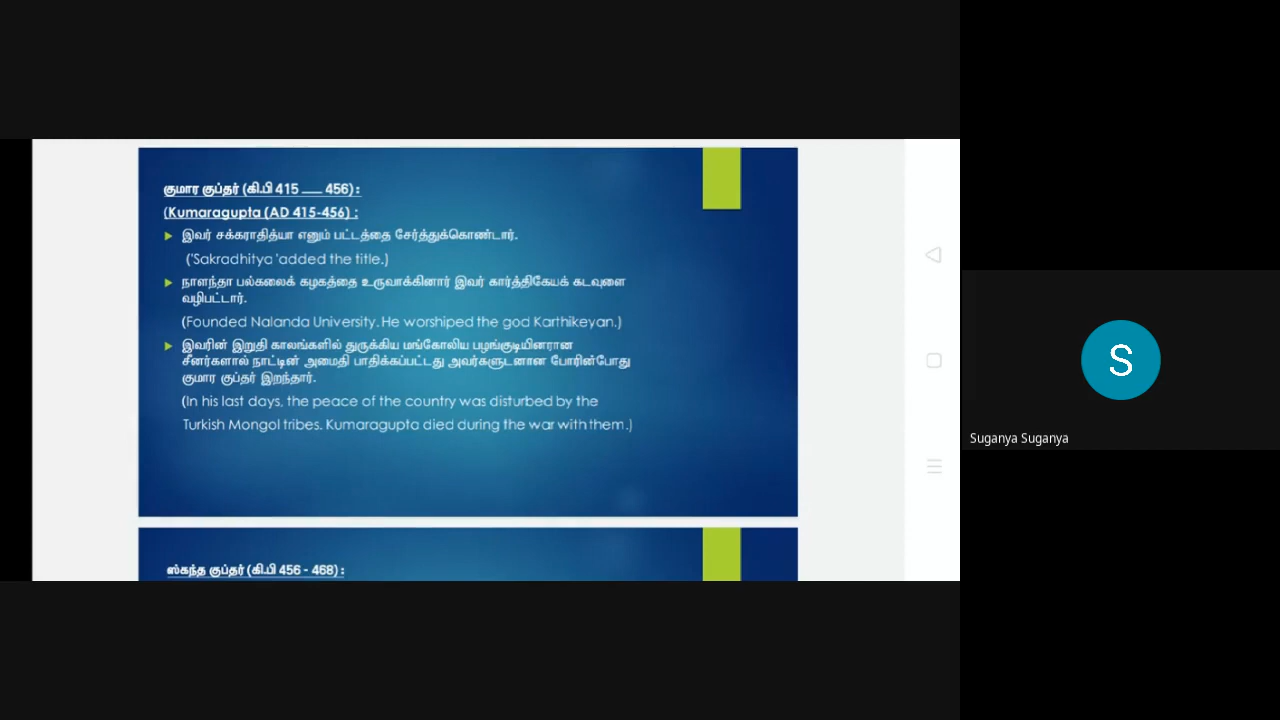 குமார குப்தர் (கி.பி 415 ___ 456) :
(Kumaragupta (AD 415-456) :
இவர் சக்கராதித்யா எனும் பட்டத்தை சேர்த்துக்கொண்டார்.
('Sakradhitya 'added the title.)
நாளந்தா பல்கலைக் கழகத்தை உருவாக்கினார் இவர் கார்த்திகேயக் கடவுளை
வழிபட்டார்.
(Founded Nalanda University. He worshiped the god Karthikeyan.)
இவரின் இறுதி காலங்களில் துருக்கிய மங்கோலிய பழங்குடியினரான
சீனர்களால் நாட்டின் அமைதி பாதிக்கப்பட்டது அவர்களுடனான போரின்போது
குமார குப்தர் இறந்தார்.
(In his last days, the peace of the country was disturbed by the
Turkish Mongol tribes. Kumaragupta died during the war with them.)
ஸ்கந்த குப்தர் (கி.பி 456 - 468) :
S
Suganya Suganya